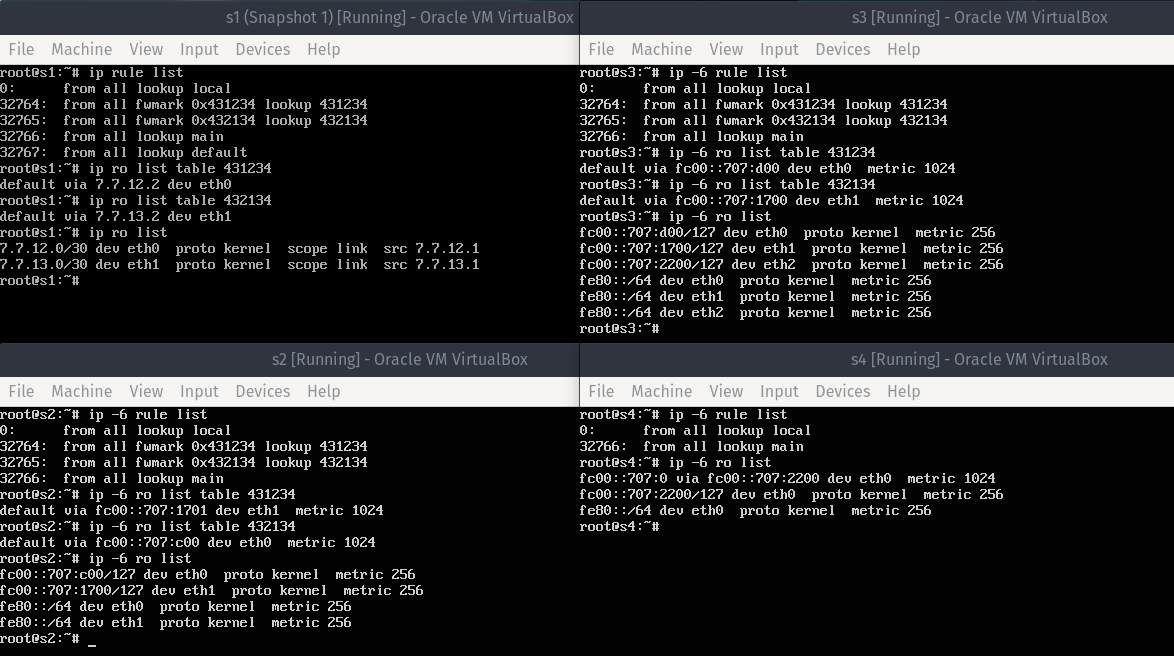 s1 (Snapshot 1) [Running] - Oracle VM VirtualBox
File Machine View Input Devices Help
root@s1:~# ip rule list
0:      from all lookup local
32764:  from all fwmark 0x431234 lookup 431234
32765:  from all fwmark 0x432134 lookup 432134
32766:  from all lookup main
32767:  from all lookup default
root@s1:~# ip ro list table 431234
default via 7.7.12.2 dev eth0
root@s1:~# ip ro list table 432134
default via 7.7.13.2 dev eth1
root@s1:~# ip ro list
7.7.12.0/30 dev eth0  proto kernel  scope link  src 7.7.12.1
7.7.13.0/30 dev eth1  proto kernel  scope link  src 7.7.13.1
root@s1:~#
s3 [Running] - Oracle VM VirtualBox
File Machine View Input Devices Help
root@s3:~# ip -6 rule list
0:      from all lookup local
32764:  from all fwmark 0x431234 lookup 431234
32765:  from all fwmark 0x432134 lookup 432134
32766:  from all lookup main
root@s3:~# ip -6 ro list table 431234
default via fc00::707:d00 dev eth0  metric 1024
root@s3:~# ip -6 ro list table 432134
default via fc00::707:1700 dev eth1  metric 1024
root@s3:~# ip -6 ro list
fc00::707:d00/127 dev eth0  proto kernel  metric 256
fc00::707:1700/127 dev eth1  proto kernel  metric 256
fc00::707:2200/127 dev eth2  proto kernel  metric 256
fe80::/64 dev eth0  proto kernel  metric 256
fe80::/64 dev eth1  proto kernel  metric 256
fe80::/64 dev eth2  proto kernel  metric 256
root@s3:~#
s2 [Running] - Oracle VM VirtualBox
File Machine View Input Devices Help
root@s2:~# ip -6 rule list
0:      from all lookup local
32764:  from all fwmark 0x431234 lookup 431234
32765:  from all fwmark 0x432134 lookup 432134
32766:  from all lookup main
root@s2:~# ip -6 ro list table 431234
default via fc00::707:1701 dev eth1  metric 1024
root@s2:~# ip -6 ro list table 432134
default via fc00::707:c00 dev eth0  metric 1024
root@s2:~# ip -6 ro list
fc00::707:c00/127 dev eth0  proto kernel  metric 256
fc00::707:1700/127 dev eth1  proto kernel  metric 256
fe80::/64 dev eth0  proto kernel  metric 256
fe80::/64 dev eth1  proto kernel  metric 256
root@s2:~# _
s4 [Running] - Oracle VM VirtualBox
File Machine View Input Devices Help
root@s4:~# ip -6 rule list
0:      from all lookup local
32766:  from all lookup main
root@s4:~# ip -6 ro list
fc00::707:0 via fc00::707:2200 dev eth0  metric 1024
fc00::707:2200/127 dev eth0  proto kernel  metric 256
fe80::/64 dev eth0  proto kernel  metric 256
root@s4:~#